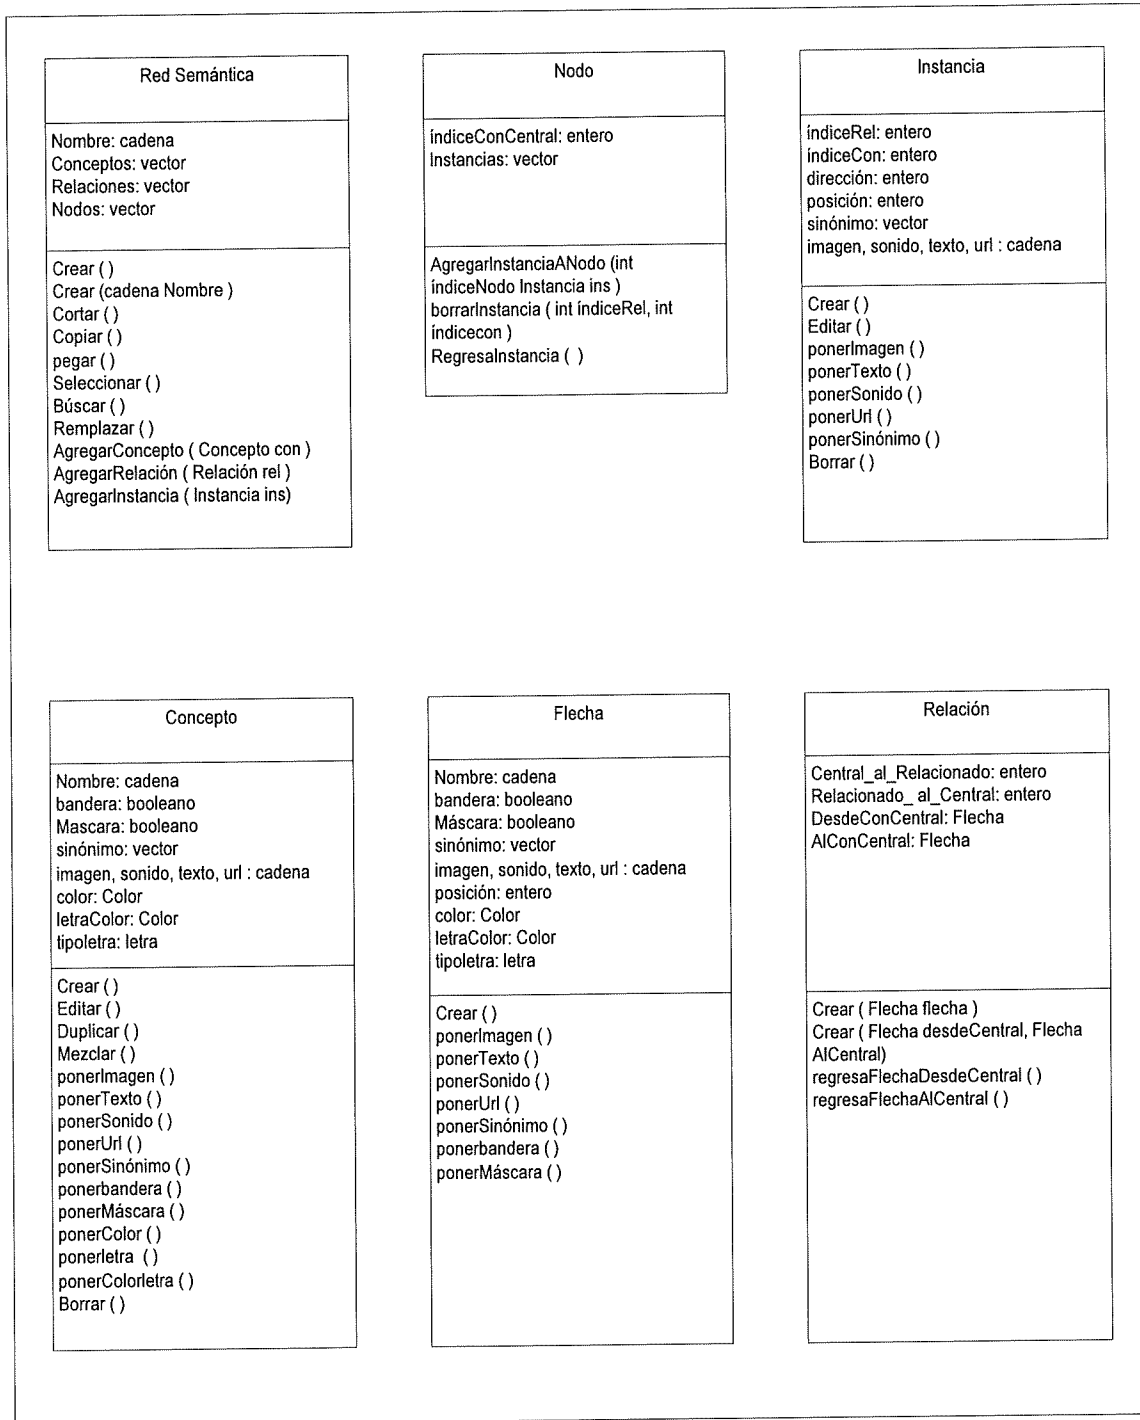 Red Semántica
Nombre: cadena
Conceptos: vector
Relaciones: vector
Nodos: vector
Crear ( )
Crear (cadena Nombre )
Cortar ( )
Copiar ( )
pegar ( )
Seleccionar ( )
Búscar ( )
Remplazar ( )
AgregarConcepto ( Concepto con )
AgregarRelación ( Relación rel )
AgregarInstancia ( Instancia ins)
Nodo
índiceConCentral: entero
Instancias: vector
AgregarInstanciaANodo (int
índiceNodo Instancia ins )
borrarInstancia ( int índiceRel, int
índicecon )
RegresaInstancia ( )
Instancia
índiceRel: entero
índiceCon: entero
dirección: entero
posición: entero
sinónimo: vector
imagen, sonido, texto, url : cadena
Crear ( )
Editar ( )
ponerImagen ( )
ponerTexto ( )
ponerSonido ( )
ponerUrl ( )
ponerSinónimo ( )
Borrar ( )
Concepto
Nombre: cadena
bandera: booleano
Mascara: booleano
sinónimo: vector
imagen, sonido, texto, url : cadena
color: Color
letraColor: Color
tipoletra: letra
Crear ( )
Editar ( )
Duplicar ( )
Mezclar ( )
ponerImagen ( )
ponerTexto ( )
ponerSonido ( )
ponerUrl ( )
ponerSinónimo ( )
ponerbandera ( )
ponerMáscara ( )
ponerColor ( )
ponerletra ( )
ponerColorletra ( )
Borrar ( )
Flecha
Nombre: cadena
bandera: booleano
Máscara: booleano
sinónimo: vector
imagen, sonido, texto, url : cadena
posición: entero
color: Color
letraColor: Color
tipoletra: letra
Crear ( )
ponerImagen ( )
ponerTexto ( )
ponerSonido ( )
ponerUrl ( )
ponerSinónimo ( )
ponerbandera ( )
ponerMáscara ( )
Relación
Central_al_Relacionado: entero
Relacionado_ al_Central: entero
DesdeConCentral: Flecha
AlConCentral: Flecha
Crear ( Flecha flecha )
Crear ( Flecha desdeCentral, Flecha
AlCentral)
regresaFlechaDesdeCentral ( )
regresaFlechaAlCentral ( )